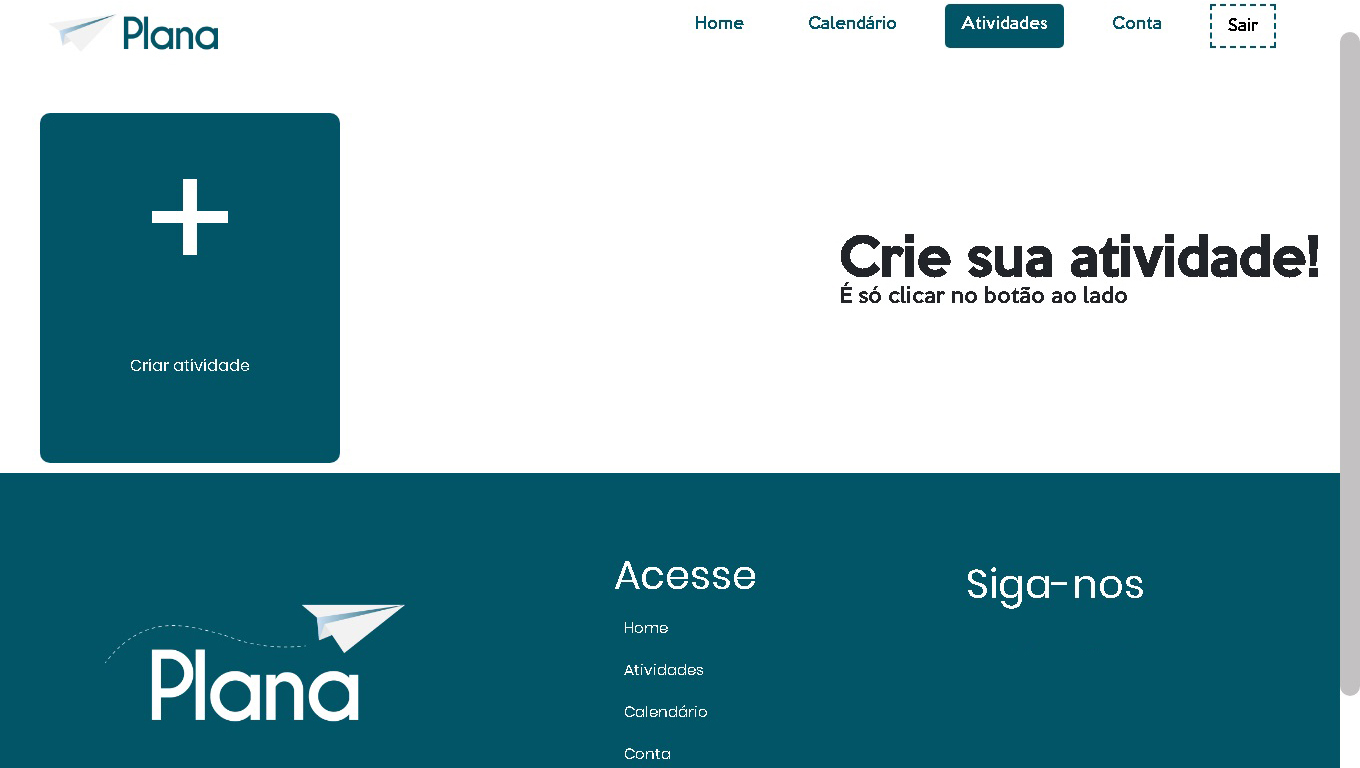 Plana
Home
Calendário
Atividades
Conta
Sair
Criar atividade
Crie sua atividade!
É só clicar no botão ao lado
Plana
Acesse
Home
Atividades
Calendário
Conta
Siga-nos